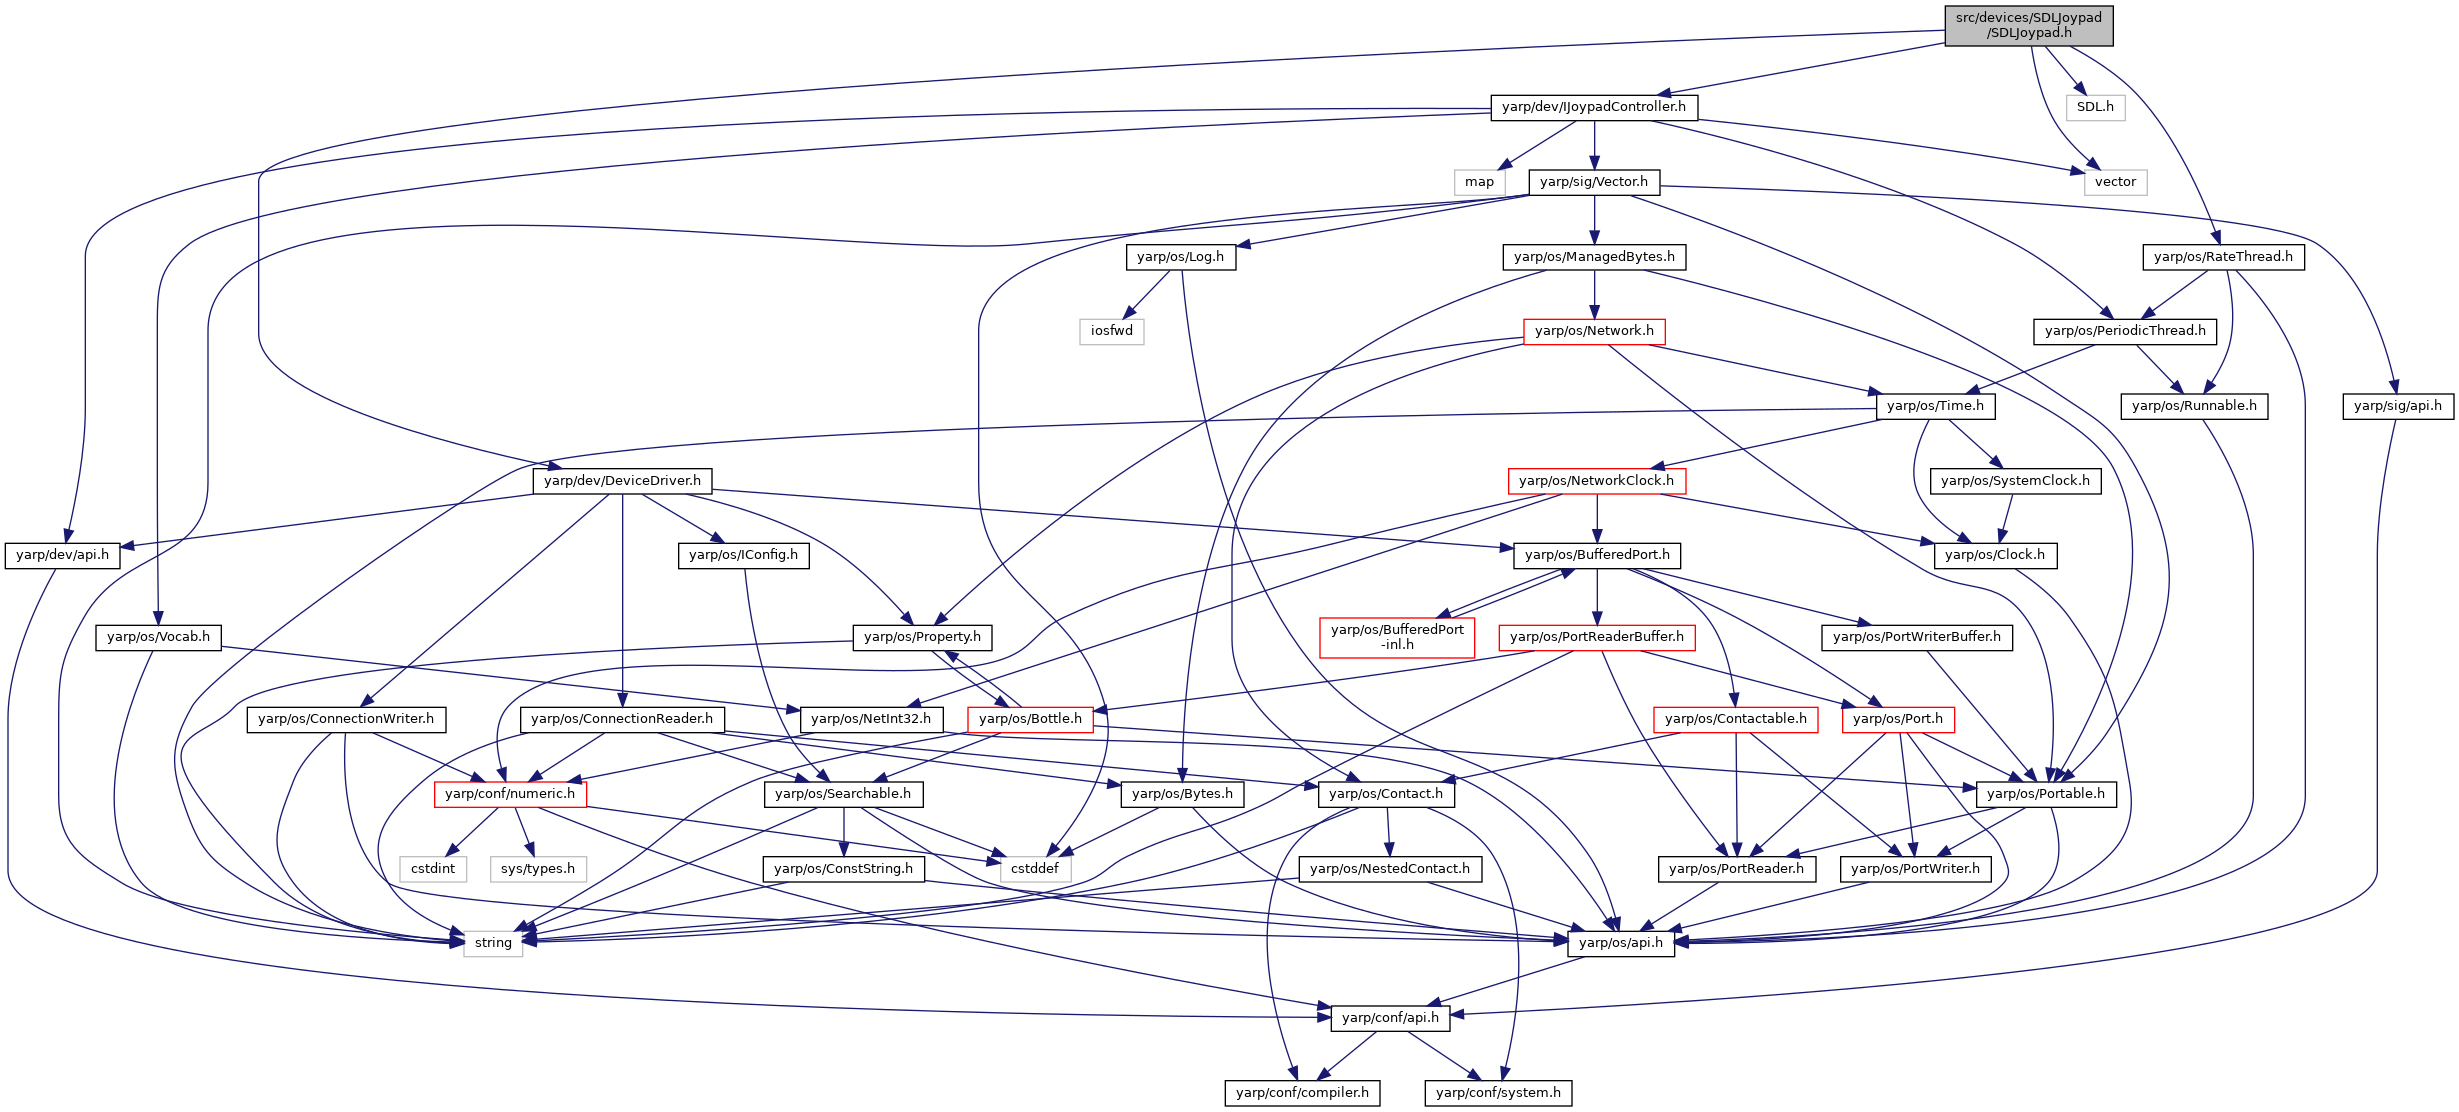 src/devices/SDLJoypad
/SDLJoypad.h
yarp/dev/IJoypadController.h
SDL.h
map
yarp/sig/Vector.h
vector
yarp/os/Log.h
yarp/os/ManagedBytes.h
yarp/os/RateThread.h
iosfwd
yarp/os/Network.h
yarp/os/PeriodicThread.h
yarp/os/Time.h
yarp/os/Runnable.h
yarp/sig/api.h
yarp/dev/DeviceDriver.h
yarp/os/NetworkClock.h
yarp/os/SystemClock.h
yarp/dev/api.h
yarp/os/IConfig.h
yarp/os/BufferedPort.h
yarp/os/Clock.h
yarp/os/Vocab.h
yarp/os/Property.h
yarp/os/BufferedPort
-inl.h
yarp/os/PortReaderBuffer.h
yarp/os/PortWriterBuffer.h
yarp/os/ConnectionWriter.h
yarp/os/ConnectionReader.h
yarp/os/NetInt32.h
yarp/os/Bottle.h
yarp/os/Contactable.h
yarp/os/Port.h
yarp/conf/numeric.h
yarp/os/Searchable.h
yarp/os/Bytes.h
yarp/os/Contact.h
yarp/os/Portable.h
cstdint
sys/types.h
yarp/os/ConstString.h
cstddef
yarp/os/NestedContact.h
yarp/os/PortReader.h
yarp/os/PortWriter.h
string
yarp/os/api.h
yarp/conf/api.h
yarp/conf/compiler.h
yarp/conf/system.h